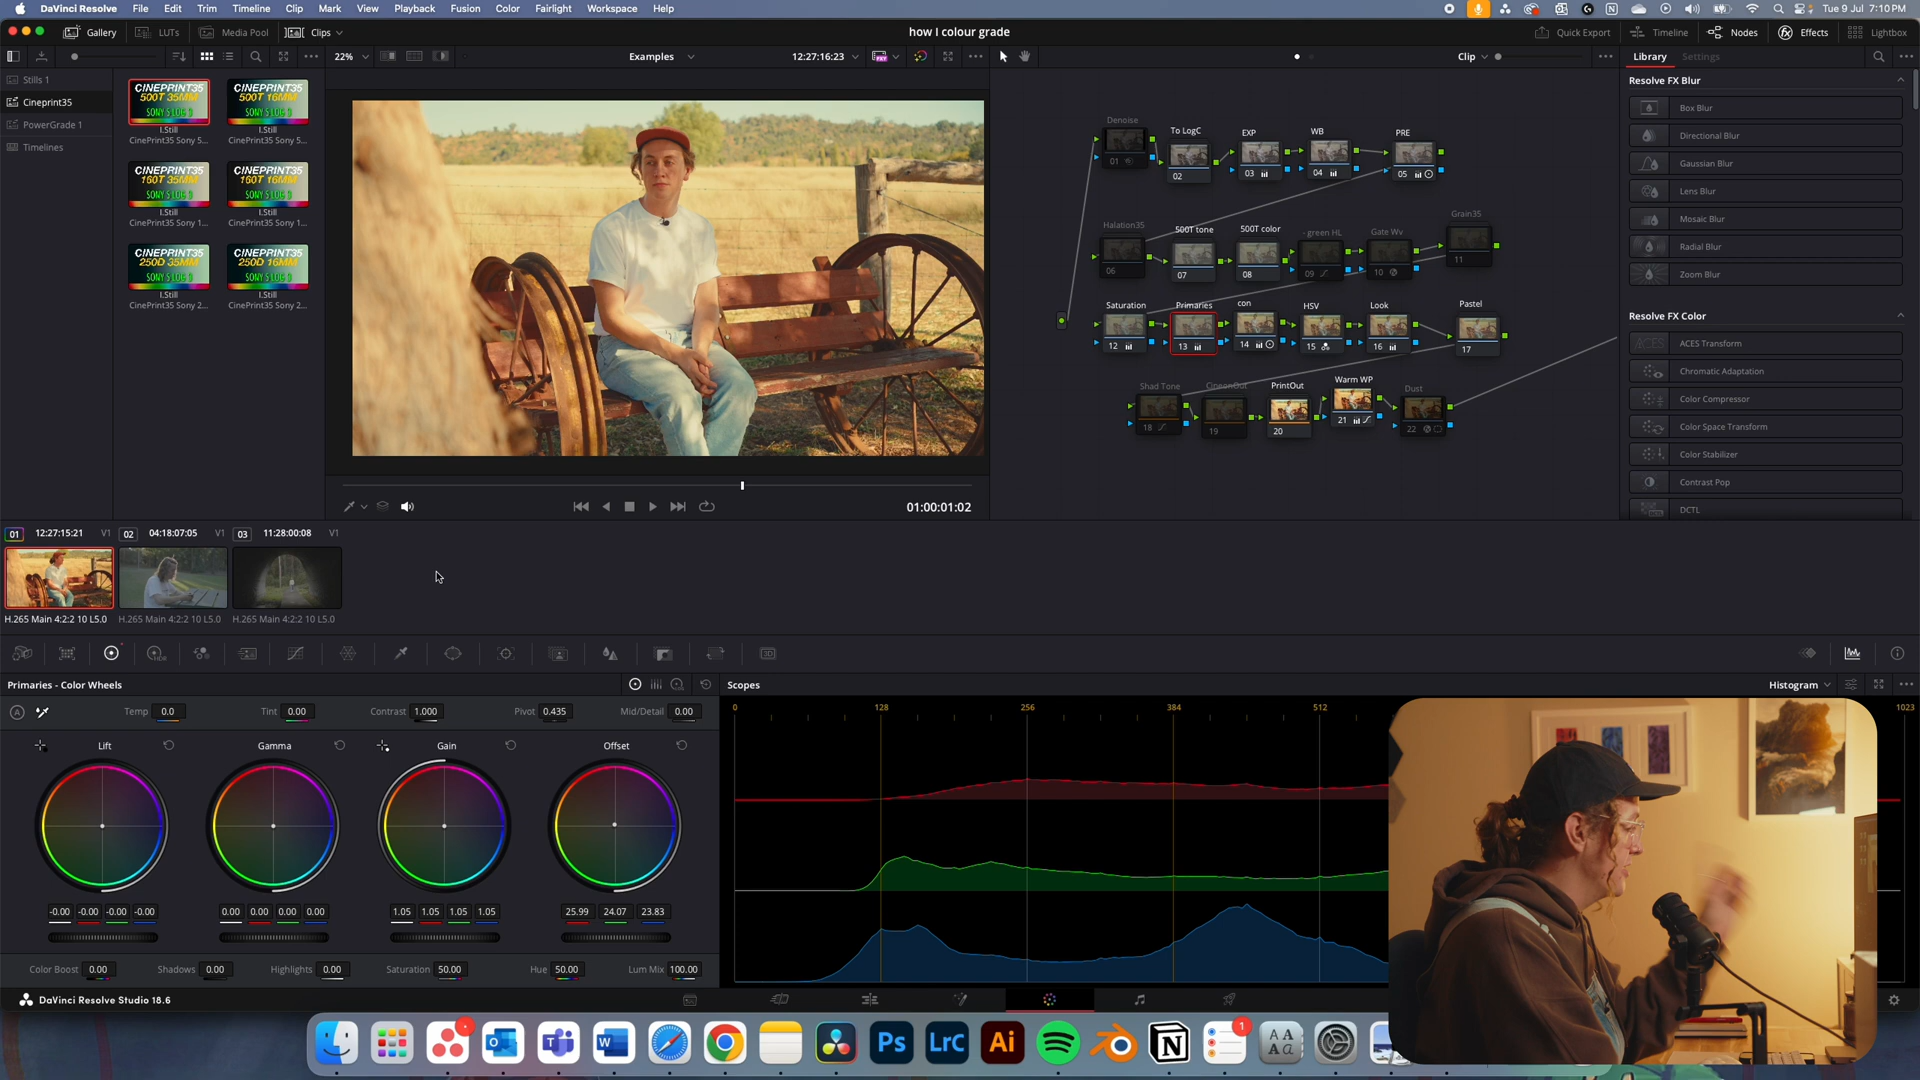 DaVinci Resolve File Edit Trim Timeline Clip Mark View Playback Fusion Color Fairlight Workspace Help
Tue 9 Jul 7:10 PM
Gallery LUTs Media Pool Clips
how I colour grade
Quick Export Timeline Nodes Effects Lightbox
22%
Examples
12:27:16:23
Clip
Library Settings
Stills 1
Cineprint35
PowerGrade 1
Timelines
CINEPRINT35
500T 35MM
SONY SLOG 3
1.Still
CinePrint35 Sony 5...
CINEPRINT35
500T 16MM
SONY SLOG 3
1.Still
CinePrint35 Sony 5...
CINEPRINT35
160T 35MM
SONY SLOG 3
1.Still
CinePrint35 Sony 1...
CINEPRINT35
160T 16MM
SONY SLOG 3
1.Still
CinePrint35 Sony 1...
CINEPRINT35
250D 35MM
SONY SLOG 3
1.Still
CinePrint35 Sony 2...
CINEPRINT35
250D 16MM
SONY SLOG 3
1.Still
CinePrint35 Sony 2...
Denoise To LogC EXP WB PRE
01 02 03 04 05
Halation35 500T tone 500T color - green HL Gate Wv Grain35
06 07 08 09 10 11
Saturation Primaries con HSV Look Pastel
12 13 14 15 16 17
Shad Tone CineonOut PrintOut Warm WP Dust
18 19 20 21 22
Resolve FX Blur
Box Blur
Directional Blur
Gaussian Blur
Lens Blur
Mosaic Blur
Radial Blur
Zoom Blur
Resolve FX Color
ACES Transform
Chromatic Adaptation
Color Compressor
Color Space Transform
Color Stabilizer
Contrast Pop
DCTL
01:00:01:02
01 12:27:15:21 V1 02 04:18:07:05 V1 03 11:28:00:08 V1
H.265 Main 4:2:2 10 L5.0 H.265 Main 4:2:2 10 L5.0 H.265 Main 4:2:2 10 L5.0
Primaries - Color Wheels
Temp 0.0 Tint 0.00 Contrast 1.000 Pivot 0.435 Mid/Detail 0.00
Lift Gamma Gain Offset
-0.00 -0.00 -0.00 -0.00 0.00 0.00 0.00 0.00 1.05 1.05 1.05 1.05 25.99 24.07 23.83
Color Boost 0.00 Shadows 0.00 Highlights 0.00 Saturation 50.00 Hue 50.00 Lum Mix 100.00
Scopes
Histogram
0 128 256 384 512 1023
DaVinci Resolve Studio 18.6
Ps LrC Ai
1